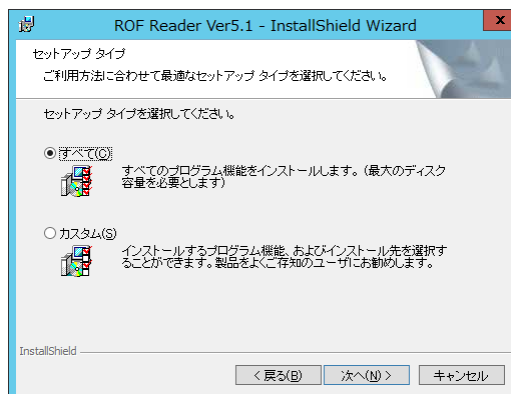 ROF Reader Ver5.1 - InstallShield Wizard
x
セットアップ タイプ
ご利用方法に合わせて最適なセットアップ タイプを選択してください。
セットアップ タイプを選択してください。
すべて(C)
すべてのプログラム機能をインストールします。(最大のディスク
容量を必要とします)
カスタム(S)
インストールするプログラム機能、およびインストール先を選択す
ることができます。製品をよくご存知のユーザにお勧めします。
InstallShield
< 戻る(B)
次へ(N) >
キャンセル